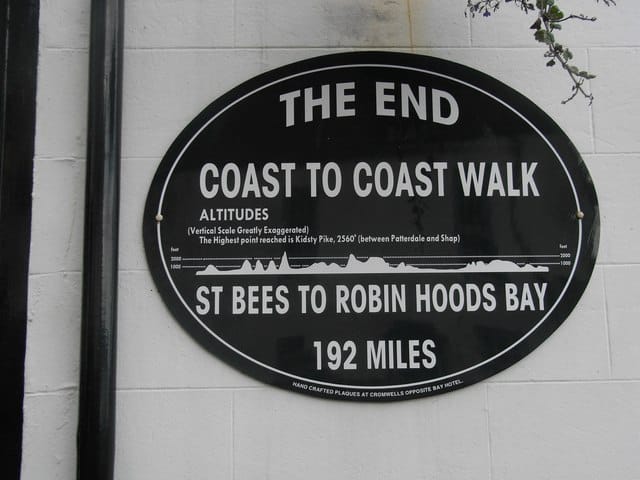 THE END
COAST TO COAST WALK
ALTITUDES
(Vertical Scale Greatly Exaggerated)
The Highest point reached is Kidsty Pike, 2560' (between Patterdale and Shap)
feet feet
2000 2000
1000 1000
ST BEES TO ROBIN HOODS BAY
192 MILES
HAND CRAFTED PLAQUES AT CROMWELLS OPPOSITE BAY HOTEL.